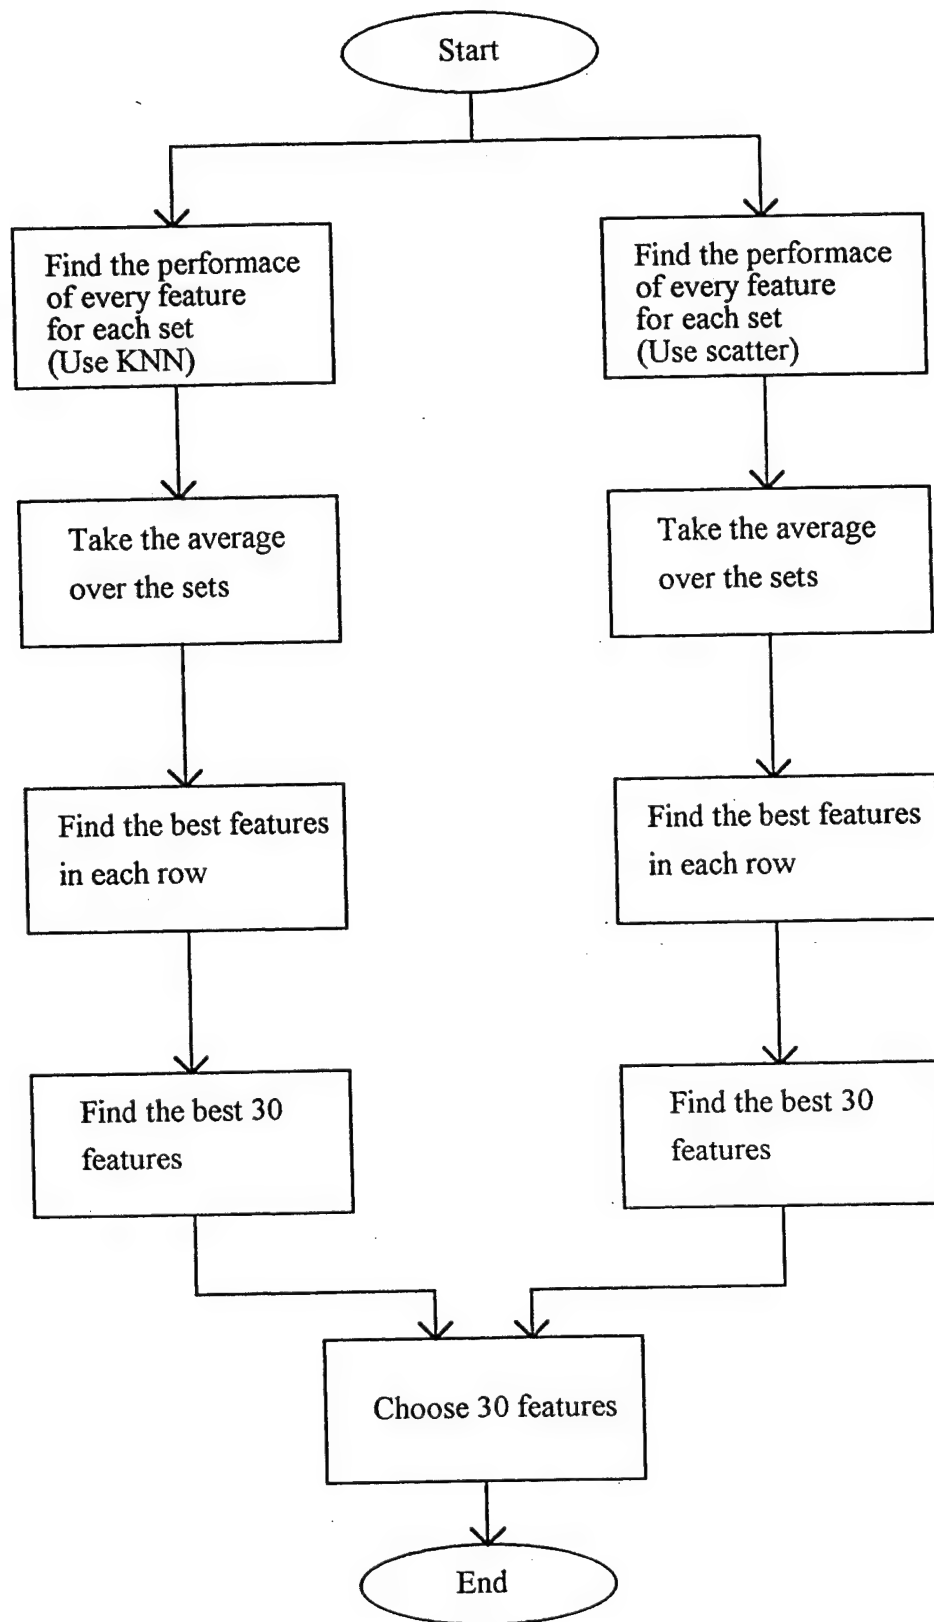 Start
Find the performace
of every feature
for each set
(Use KNN)
Find the performace
of every feature
for each set
(Use scatter)
Take the average
over the sets
Take the average
over the sets
Find the best features
in each row
Find the best features
in each row
Find the best 30
features
Find the best 30
features
Choose 30 features
End